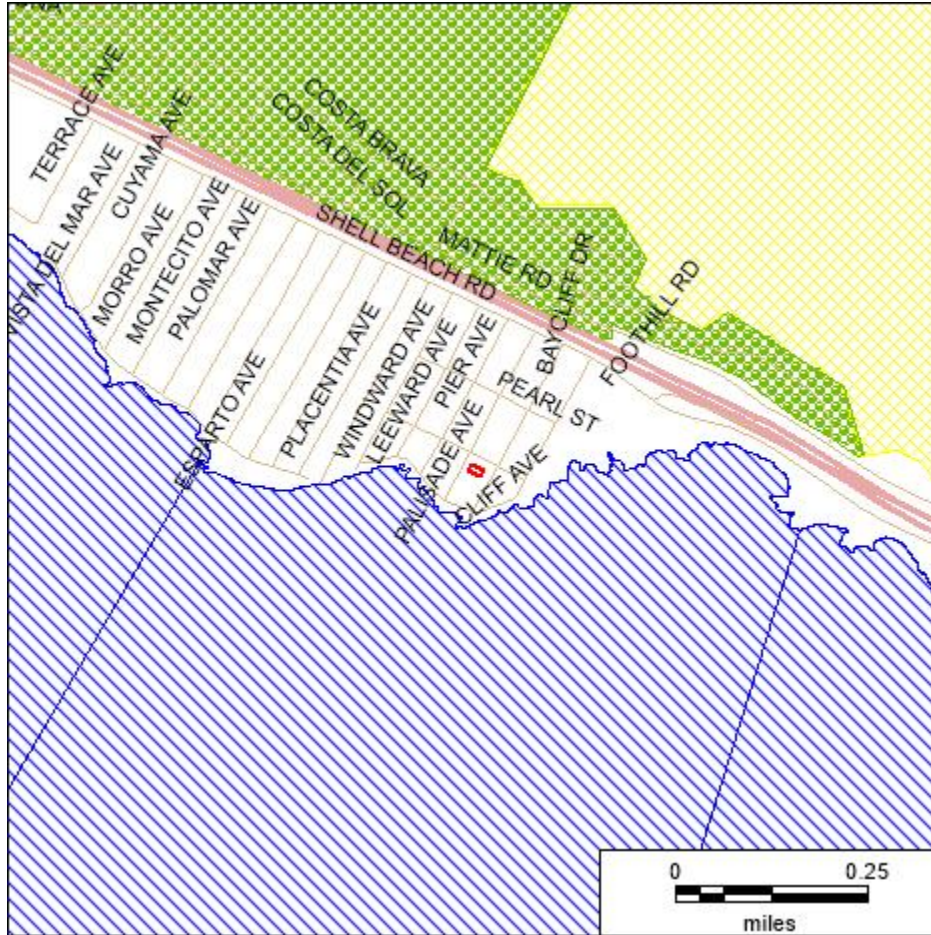 TERRACE AVE
VISTA DEL MAR AVE
CUYAMA AVE
MORRO AVE
MONTECITO AVE
PALOMAR AVE
COSTA BRAVA
COSTA DEL SOL
SHELL BEACH RD
MATTIE RD
BAYCLIFF DR
FOOTHILL RD
ESPARTO AVE
PLACENTIA AVE
WINDWARD AVE
LEEWARD AVE
PIER AVE
PEARL ST
PALISADE AVE
CLIFF AVE
0 0.25
miles